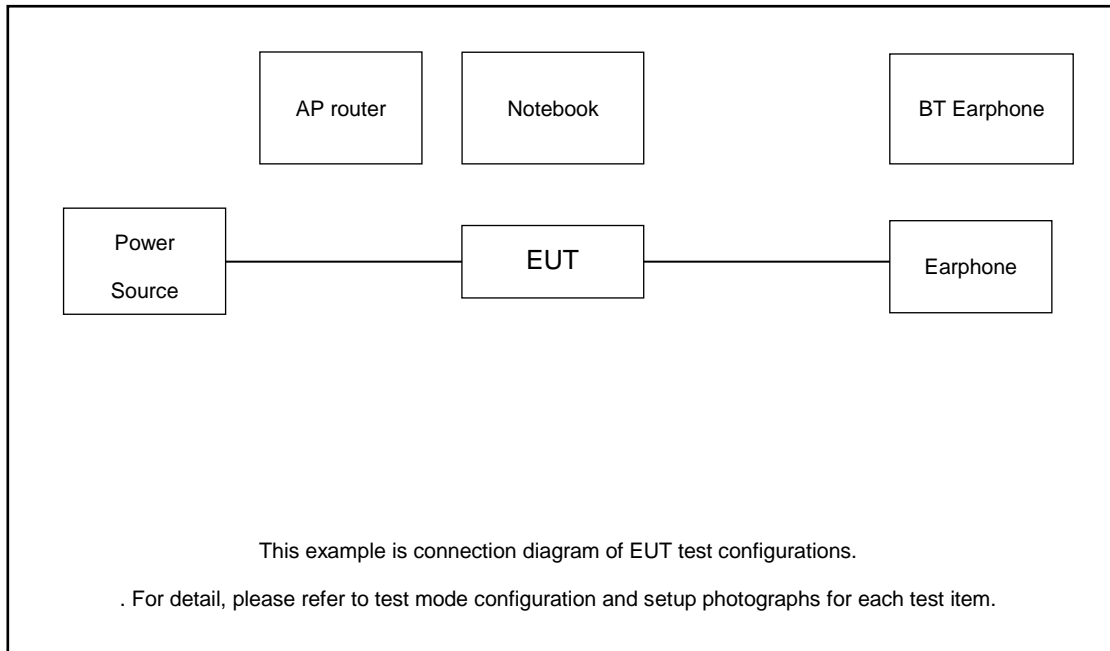 AP router
Notebook
BT Earphone
Power
Source
EUT
Earphone
This example is connection diagram of EUT test configurations.
. For detail, please refer to test mode configuration and setup photographs for each test item.